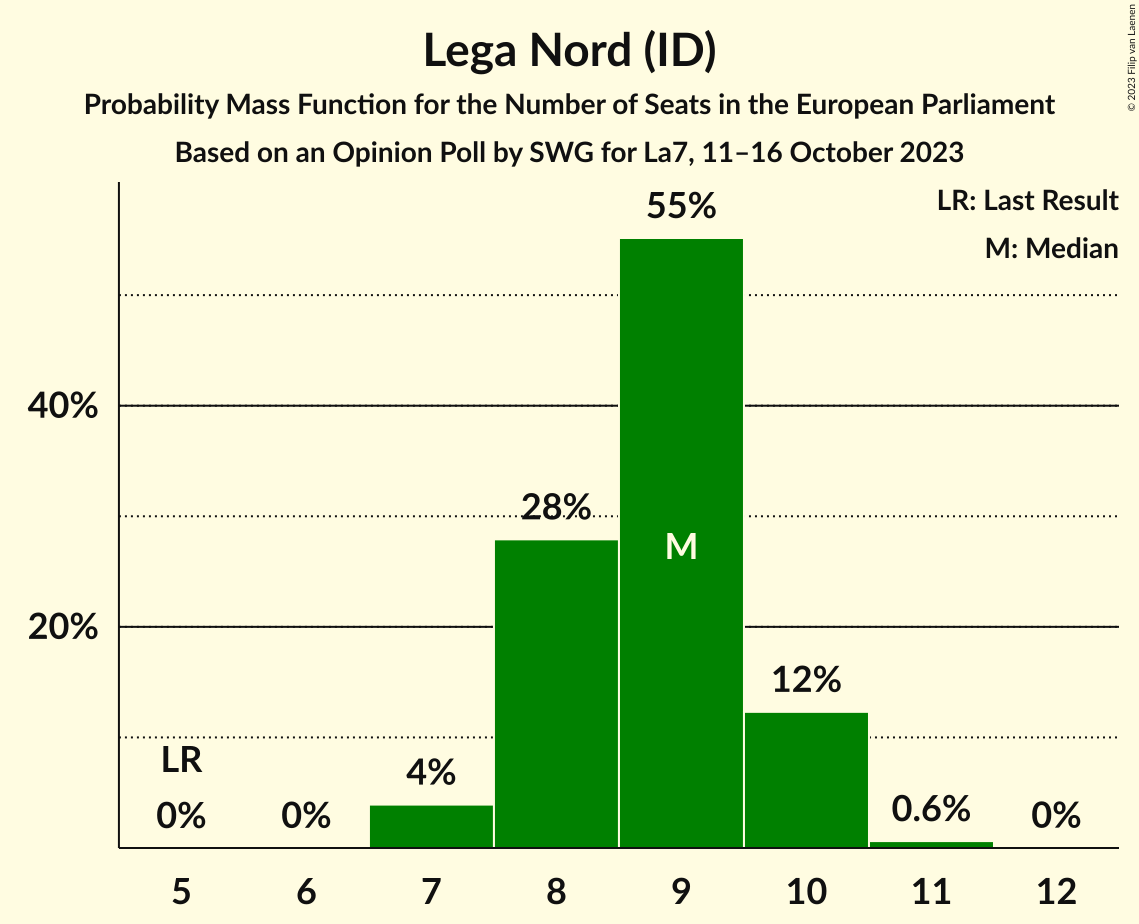 Lega Nord (ID)
Probability Mass Function for the Number of Seats in the European Parliament
Based on an Opinion Poll by SWG for La7, 11–16 October 2023
© 2023 Filip van Laenen
LR: Last Result
M: Median
55%
40%
28%
M
20%
12%
LR
4%
0%
0%
0.6%
0%
5
6
7
8
9
10
11
12